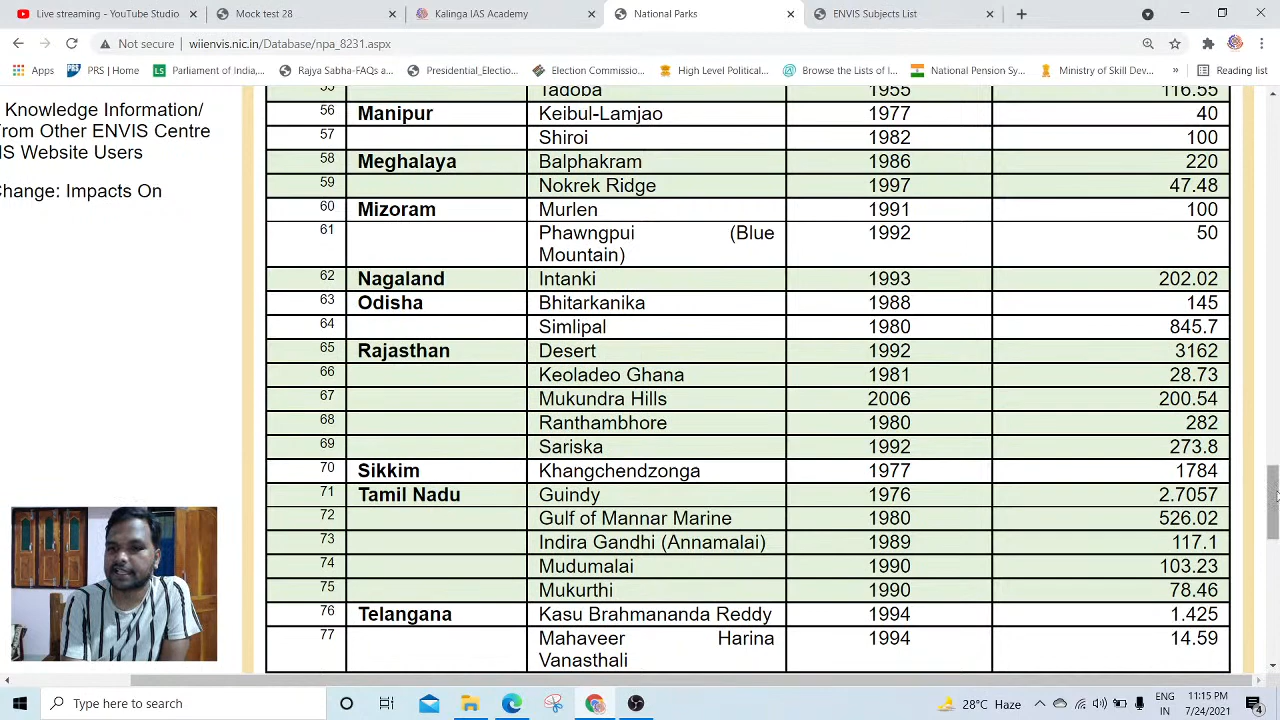 Live streaming - YouTube Studio
Mock test 28
Kalinga IAS Academy
National Parks
ENVIS Subjects List
Not secure | wiienvis.nic.in/Database/npa_8231.aspx
Apps
PRS | Home
Parliament of India,...
Rajya Sabha-FAQs a...
Presidential_Electio...
Election Commissio...
High Level Political...
Browse the Lists of I...
National Pension Sy...
Ministry of Skill Dev...
»
Reading list
Knowledge Information/
From Other ENVIS Centre
IS Website Users
Change: Impacts On
55 Tadoba 1955 116.55
56 Manipur Keibul-Lamjao 1977 40
57 Shiroi 1982 100
58 Meghalaya Balphakram 1986 220
59 Nokrek Ridge 1997 47.48
60 Mizoram Murlen 1991 100
61 Phawngpui (Blue 1992 50
Mountain)
62 Nagaland Intanki 1993 202.02
63 Odisha Bhitarkanika 1988 145
64 Simlipal 1980 845.7
65 Rajasthan Desert 1992 3162
66 Keoladeo Ghana 1981 28.73
67 Mukundra Hills 2006 200.54
68 Ranthambhore 1980 282
69 Sariska 1992 273.8
70 Sikkim Khangchendzonga 1977 1784
71 Tamil Nadu Guindy 1976 2.7057
72 Gulf of Mannar Marine 1980 526.02
73 Indira Gandhi (Annamalai) 1989 117.1
74 Mudumalai 1990 103.23
75 Mukurthi 1990 78.46
76 Telangana Kasu Brahmananda Reddy 1994 1.425
77 Mahaveer Harina 1994 14.59
Vanasthali
Type here to search
28°C Haze
ENG
IN
11:15 PM
7/24/2021
4